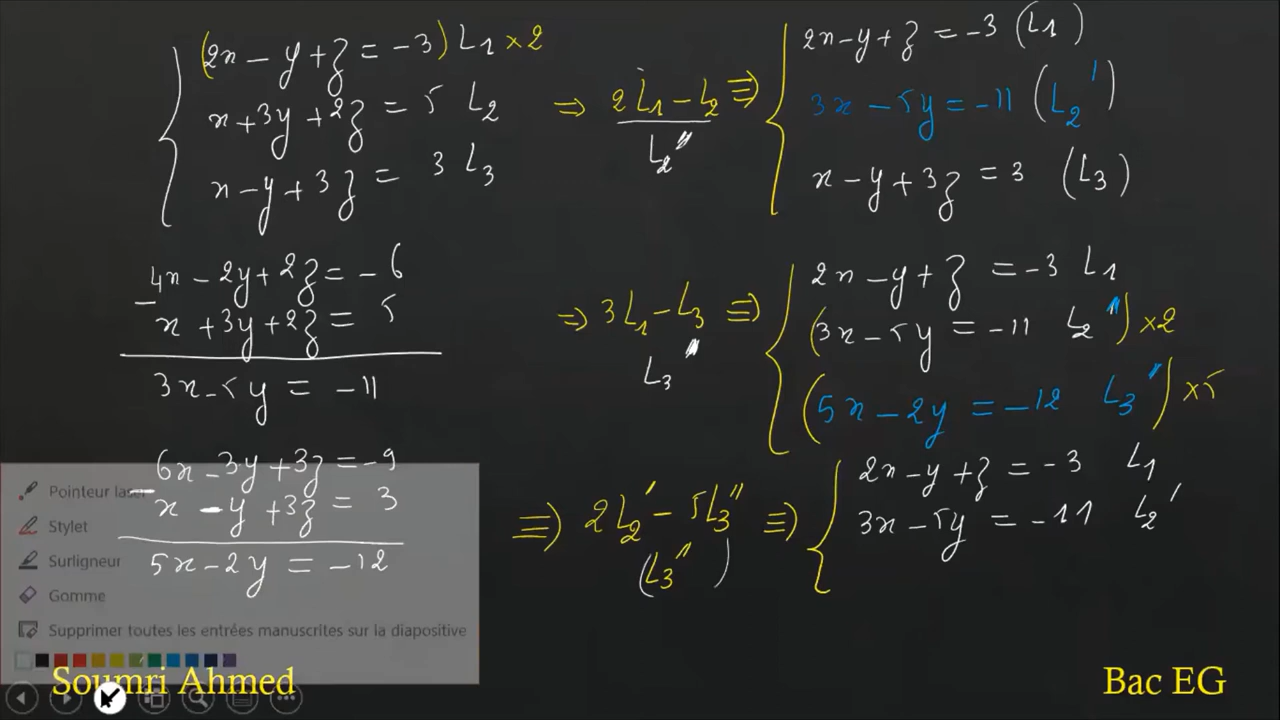 (2x - y + z = -3) L1 ×2
x + 3y + 2z = 5 L2
x - y + 3z = 3 L3
⇒ 2L1 - L2 ≡)
L2''
2x - y + z = -3 (L1)
3x - 5y = -11 (L2')
x - y + 3z = 3 (L3)
4x - 2y + 2z = -6
- x + 3y + 2z = 5
3x - 5y = -11
⇒ 3L1 - L3 ≡)
L3''
2x - y + z = -3 L1
(3x - 5y = -11 L2'') ×2
(5x - 2y = -12 L3'') ×5
6x - 3y + 3z = -9
- x - y + 3z = 3
5x - 2y = -12
≡) 2L2' - 5L3'' ≡)
(L3'')
2x - y + z = -3 L1
3x - 5y = -11 L2'
Pointeur laser
Stylet
Surligneur
Gomme
Supprimer toutes les entrées manuscrites sur la diapositive
Soumri Ahmed
Bac EG